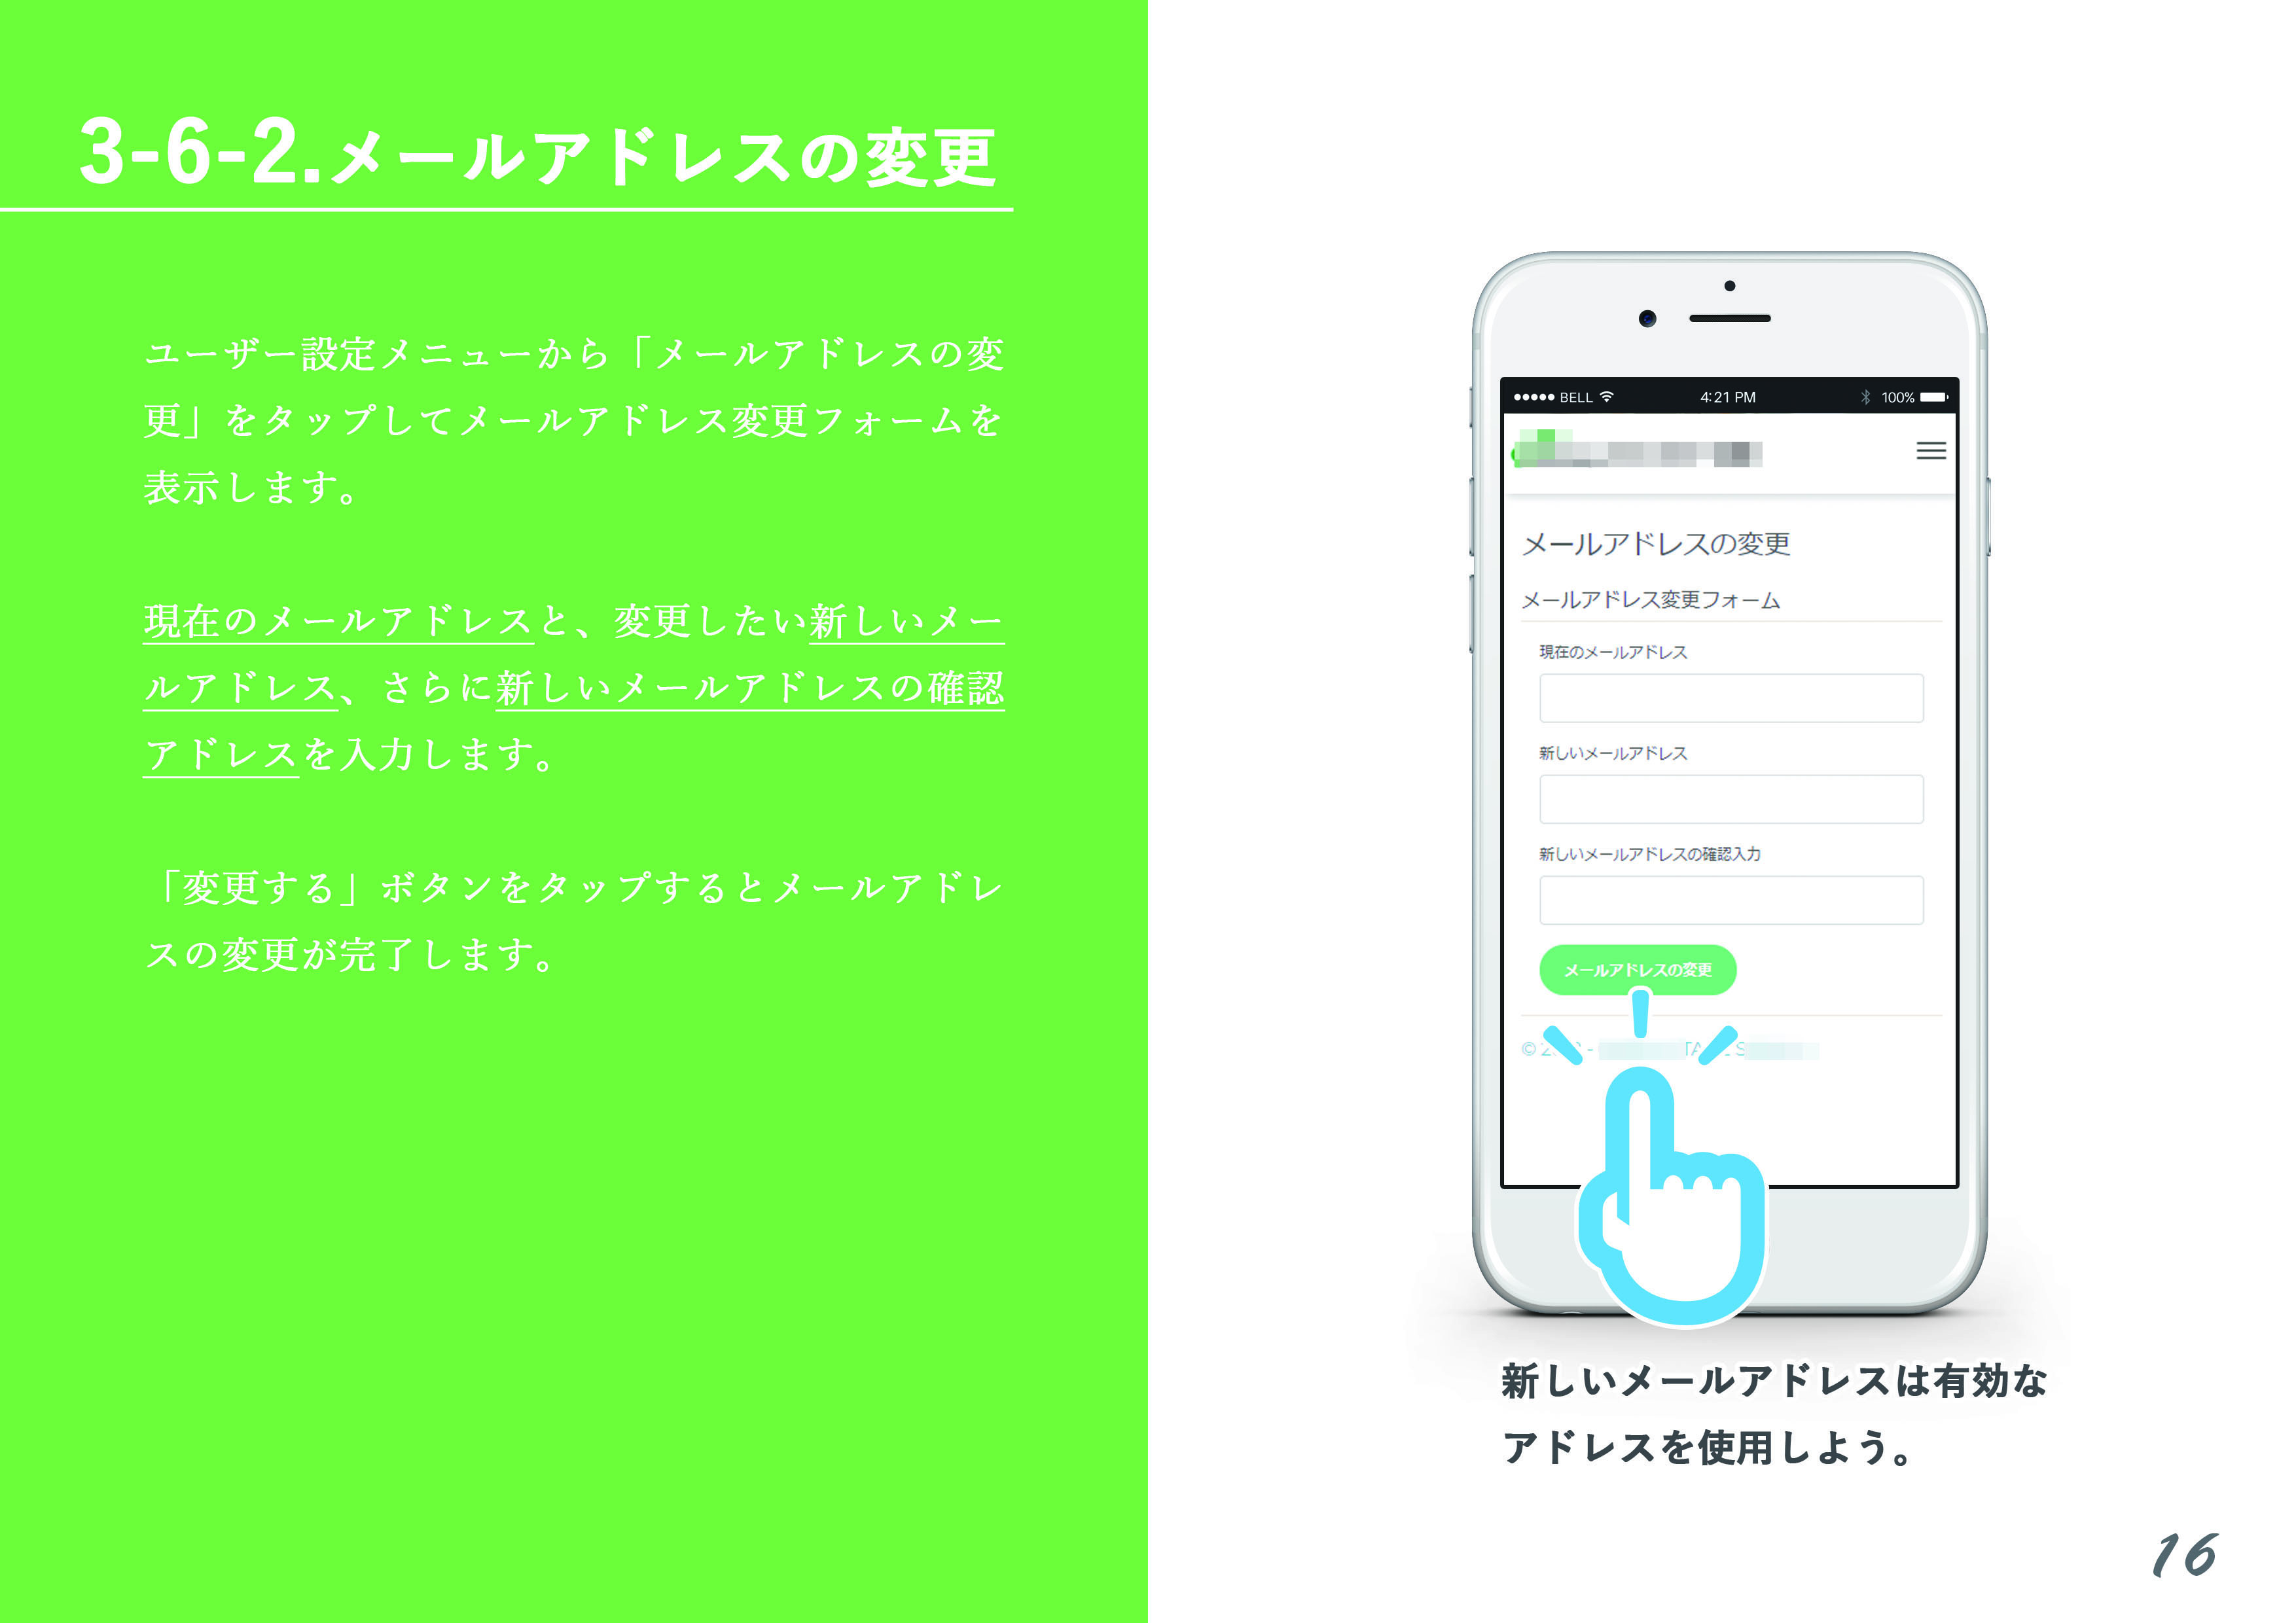 3-6-2.メールアドレスの変更
ユーザー設定メニューから「メールアドレスの変
更」をタップしてメールアドレス変更フォームを
表示します。
現在のメールアドレスと、変更したい新しいメー
ルアドレス、さらに新しいメールアドレスの確認
アドレスを入力します。
「変更する」ボタンをタップするとメールアドレ
スの変更が完了します。
BELL 4:21 PM 100%
メールアドレスの変更
メールアドレス変更フォーム
現在のメールアドレス
新しいメールアドレス
新しいメールアドレスの確認入力
メールアドレスの変更
©
新しいメールアドレスは有効な
アドレスを使用しよう。
16